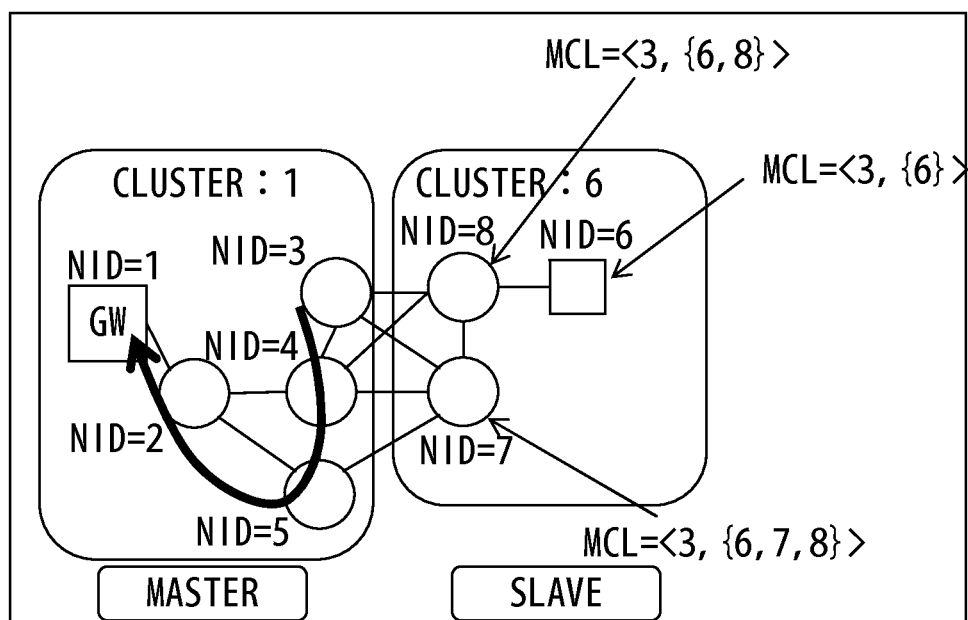 MCL=<3, {6,8}>
MCL=<3, {6}>
CLUSTER：1
CLUSTER：6
NID=8
NID=6
NID=3
NID=1
GW
NID=4
NID=2
NID=7
NID=5
MCL=<3, {6,7,8}>
MASTER
SLAVE